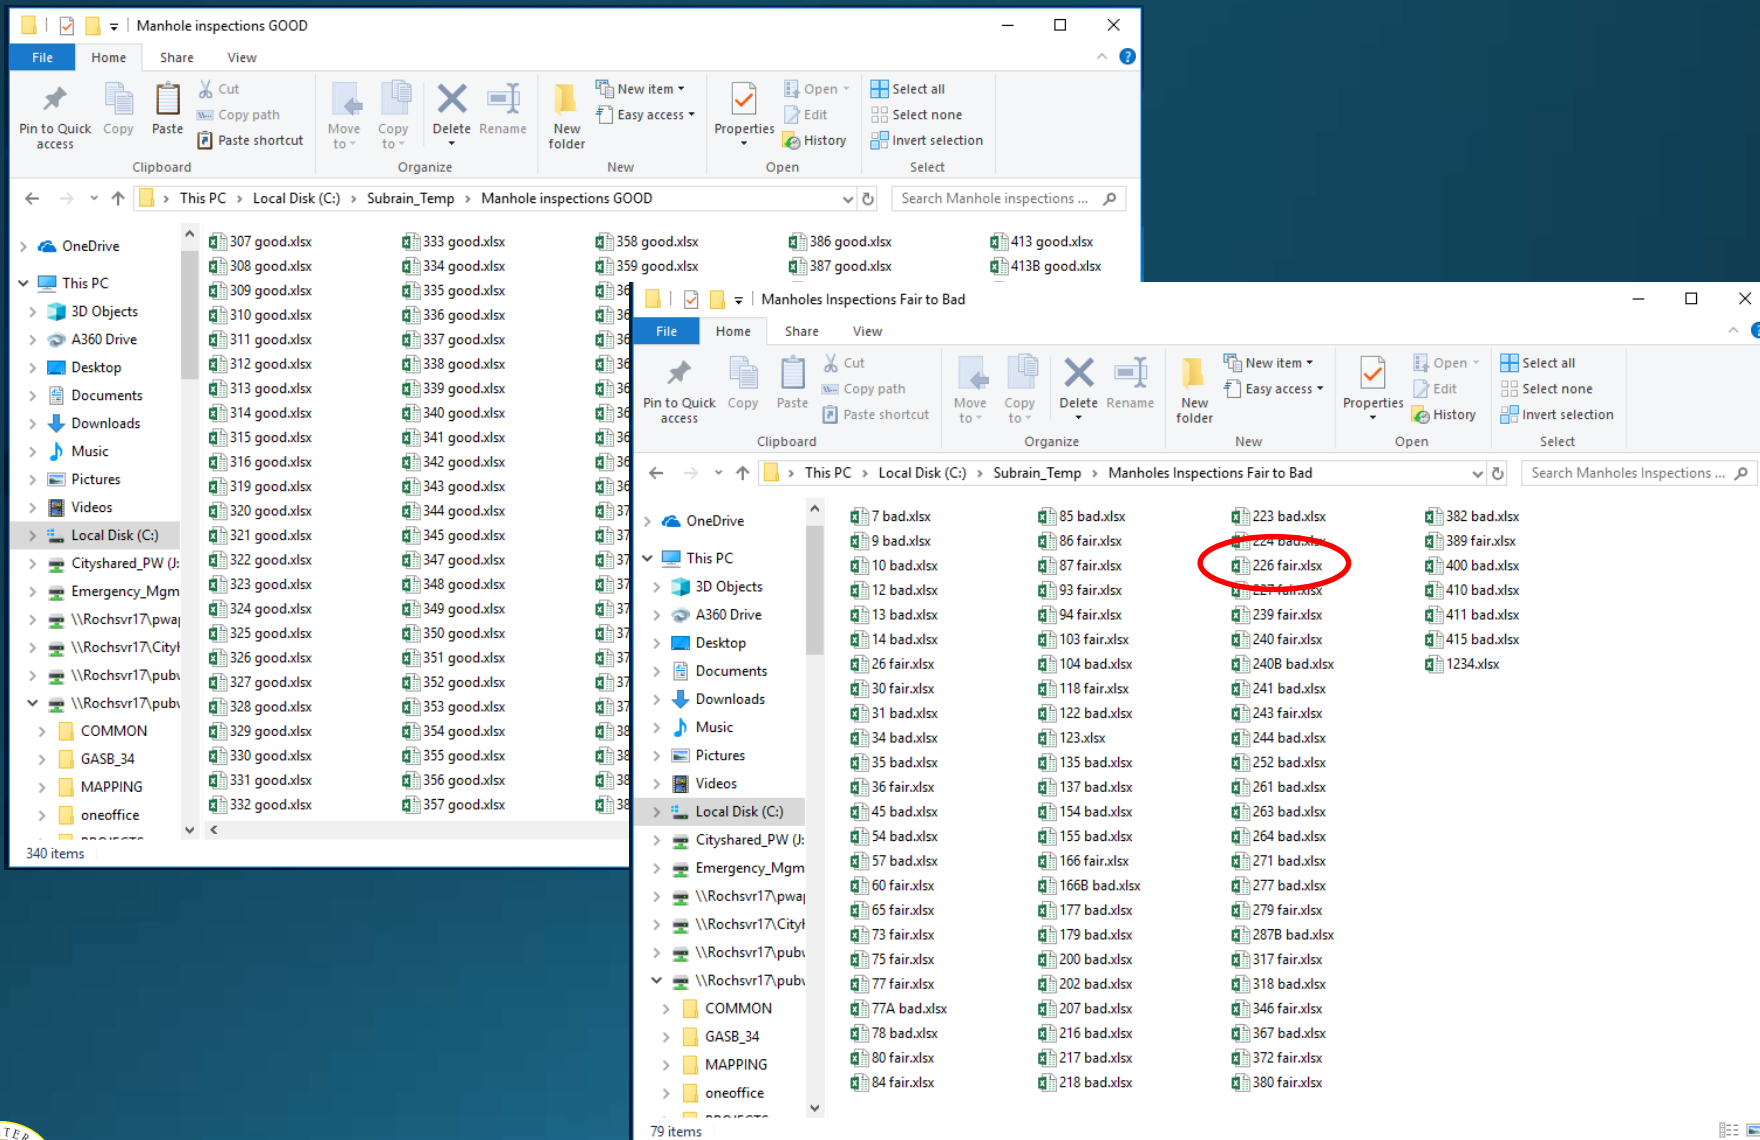 Manhole inspections GOOD
File Home Share View
Pin to Quick access
Copy
Paste
Cut
Copy path
Paste shortcut
Move to
Copy to
Delete
Rename
New folder
New item
Easy access
Properties
Open
Edit
History
Select all
Select none
Invert selection
Clipboard Organize New Open Select
This PC > Local Disk (C:) > Subrain_Temp > Manhole inspections GOOD
Search Manhole inspections ...
OneDrive
This PC
3D Objects
A360 Drive
Desktop
Documents
Downloads
Music
Pictures
Videos
Local Disk (C:)
Cityshared_PW (J:
Emergency_Mgm
\\Rochsvr17\pwa
\\Rochsvr17\City
\\Rochsvr17\pub
\\Rochsvr17\pub
COMMON
GASB_34
MAPPING
oneoffice
307 good.xlsx
308 good.xlsx
309 good.xlsx
310 good.xlsx
311 good.xlsx
312 good.xlsx
313 good.xlsx
314 good.xlsx
315 good.xlsx
316 good.xlsx
319 good.xlsx
320 good.xlsx
321 good.xlsx
322 good.xlsx
323 good.xlsx
324 good.xlsx
325 good.xlsx
326 good.xlsx
327 good.xlsx
328 good.xlsx
329 good.xlsx
330 good.xlsx
331 good.xlsx
332 good.xlsx
333 good.xlsx
334 good.xlsx
335 good.xlsx
336 good.xlsx
337 good.xlsx
338 good.xlsx
339 good.xlsx
340 good.xlsx
341 good.xlsx
342 good.xlsx
343 good.xlsx
344 good.xlsx
345 good.xlsx
347 good.xlsx
348 good.xlsx
349 good.xlsx
350 good.xlsx
351 good.xlsx
352 good.xlsx
353 good.xlsx
354 good.xlsx
355 good.xlsx
356 good.xlsx
357 good.xlsx
358 good.xlsx
359 good.xlsx
386 good.xlsx
387 good.xlsx
413 good.xlsx
413B good.xlsx
340 items
Manholes Inspections Fair to Bad
File Home Share View
Pin to Quick access
Copy
Paste
Cut
Copy path
Paste shortcut
Move to
Copy to
Delete
Rename
New folder
New item
Easy access
Properties
Open
Edit
History
Select all
Select none
Invert selection
Clipboard Organize New Open Select
This PC > Local Disk (C:) > Subrain_Temp > Manholes Inspections Fair to Bad
Search Manholes Inspections ...
OneDrive
This PC
3D Objects
A360 Drive
Desktop
Documents
Downloads
Music
Pictures
Videos
Local Disk (C:)
Cityshared_PW (J:
Emergency_Mgm
\\Rochsvr17\pwa
\\Rochsvr17\City
\\Rochsvr17\pub
\\Rochsvr17\pub
COMMON
GASB_34
MAPPING
oneoffice
7 bad.xlsx
9 bad.xlsx
10 bad.xlsx
12 bad.xlsx
13 bad.xlsx
14 bad.xlsx
26 fair.xlsx
30 fair.xlsx
31 bad.xlsx
34 bad.xlsx
35 bad.xlsx
36 fair.xlsx
45 bad.xlsx
54 bad.xlsx
57 bad.xlsx
60 fair.xlsx
65 fair.xlsx
73 fair.xlsx
75 fair.xlsx
77 fair.xlsx
77A bad.xlsx
78 bad.xlsx
80 fair.xlsx
84 fair.xlsx
85 bad.xlsx
86 fair.xlsx
87 fair.xlsx
93 fair.xlsx
94 fair.xlsx
103 fair.xlsx
104 bad.xlsx
118 fair.xlsx
122 bad.xlsx
123.xlsx
135 bad.xlsx
137 bad.xlsx
154 bad.xlsx
155 bad.xlsx
166 fair.xlsx
166B bad.xlsx
177 bad.xlsx
179 bad.xlsx
200 bad.xlsx
202 bad.xlsx
207 bad.xlsx
216 bad.xlsx
217 bad.xlsx
218 bad.xlsx
223 bad.xlsx
224 bad.xlsx
226 fair.xlsx
227 fair.xlsx
239 fair.xlsx
240 fair.xlsx
240B bad.xlsx
241 bad.xlsx
243 fair.xlsx
244 bad.xlsx
252 bad.xlsx
261 bad.xlsx
263 bad.xlsx
264 bad.xlsx
271 bad.xlsx
277 bad.xlsx
279 fair.xlsx
287B bad.xlsx
317 fair.xlsx
318 bad.xlsx
346 fair.xlsx
367 bad.xlsx
372 fair.xlsx
380 fair.xlsx
382 bad.xlsx
389 fair.xlsx
400 bad.xlsx
410 bad.xlsx
411 bad.xlsx
415 bad.xlsx
1234.xlsx
79 items